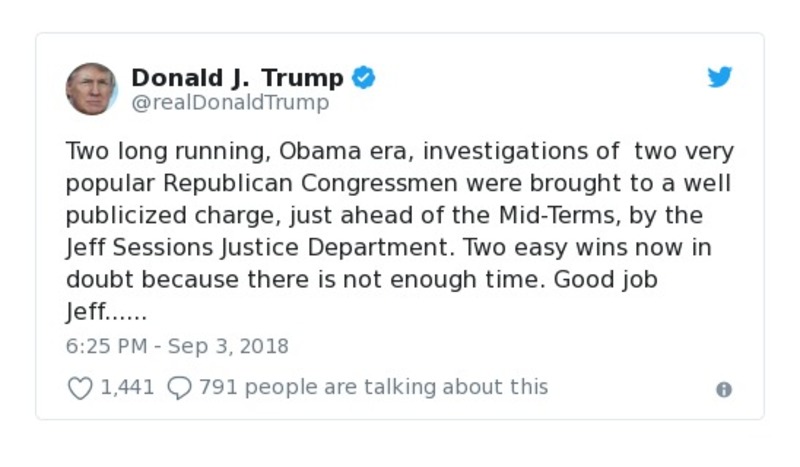 Donald J. Trump
@realDonaldTrump
Two long running, Obama era, investigations of  two very
popular Republican Congressmen were brought to a well
publicized charge, just ahead of the Mid-Terms, by the
Jeff Sessions Justice Department. Two easy wins now in
doubt because there is not enough time. Good job
Jeff......
6:25 PM - Sep 3, 2018
1,441 791 people are talking about this